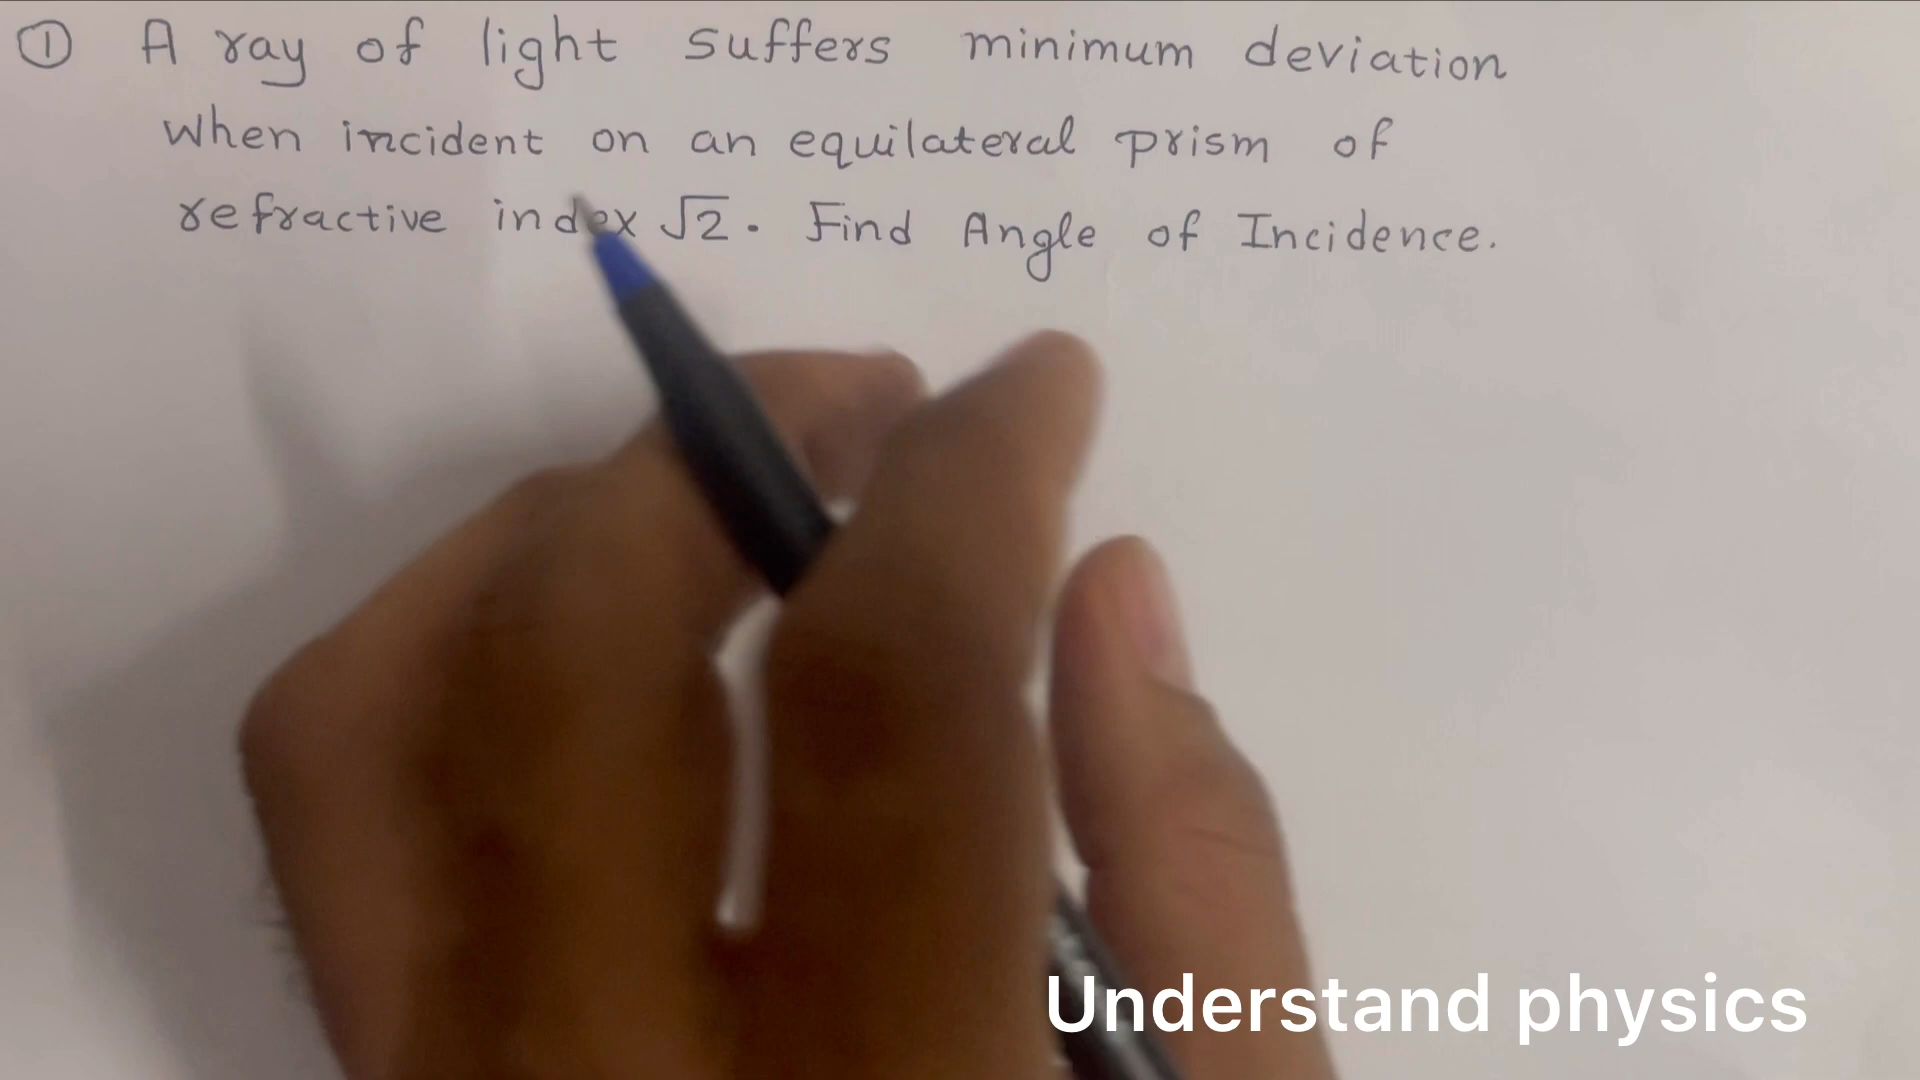 ① A ray of light suffers minimum deviation
when incident on an equilateral prism of
refractive index √2. Find Angle of Incidence.
Understand physics